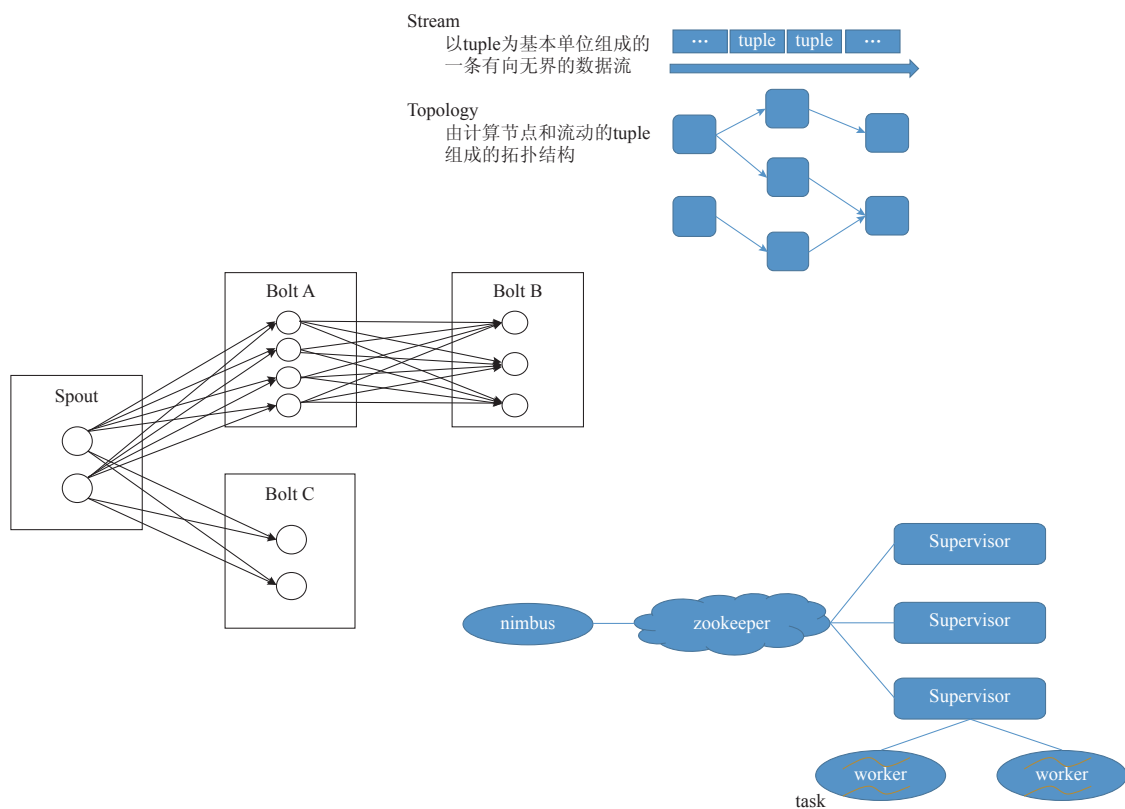 Stream
以tuple为基本单位组成的
一条有向无界的数据流
… tuple tuple …
Topology
由计算节点和流动的tuple
组成的拓扑结构
Bolt A
Bolt B
Spout
Bolt C
Supervisor
nimbus
zookeeper
Supervisor
Supervisor
worker
worker
task